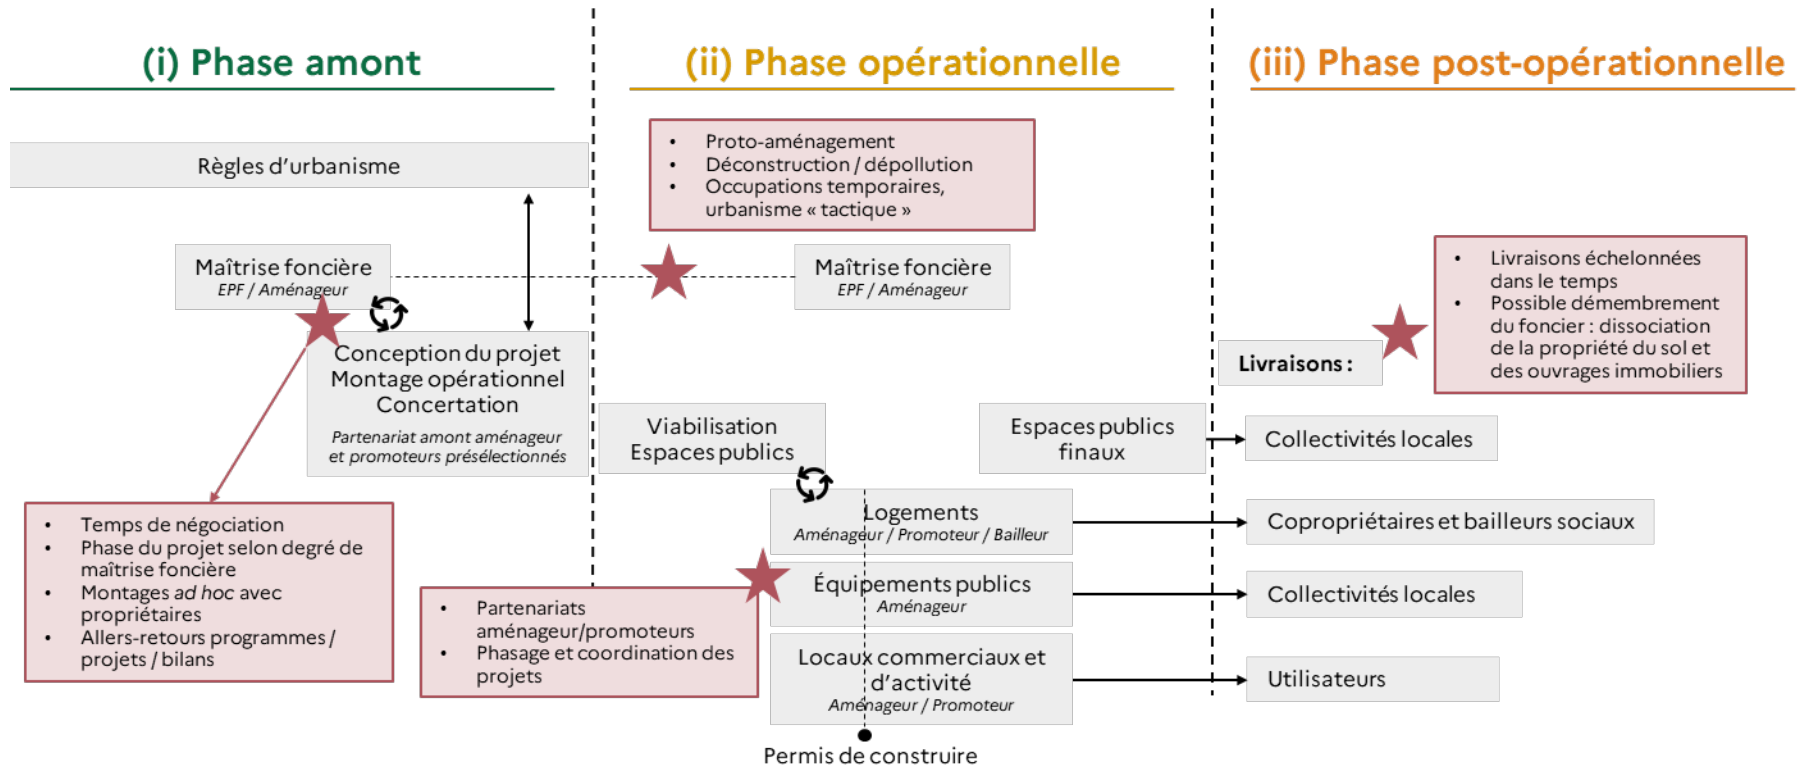 (i) Phase amont
(ii) Phase opérationnelle
(iii) Phase post-opérationnelle
Règles d'urbanisme
Maîtrise foncière
EPF / Aménageur
Conception du projet
Montage opérationnel
Concertation
Partenariat amont aménageur
et promoteurs présélectionnés
• Temps de négociation
• Phase du projet selon degré de
maîtrise foncière
• Montages ad hoc avec
propriétaires
• Allers-retours programmes /
projets / bilans
• Proto-aménagement
• Déconstruction / dépollution
• Occupations temporaires,
urbanisme « tactique »
Maîtrise foncière
EPF / Aménageur
Viabilisation
Espaces publics
Espaces publics
finaux
Logements
Aménageur / Promoteur / Bailleur
Équipements publics
Aménageur
Locaux commerciaux et
d'activité
Aménageur / Promoteur
Permis de construire
• Partenariats
aménageur/promoteurs
• Phasage et coordination des
projets
• Livraisons échelonnées
dans le temps
• Possible démembrement
du foncier : dissociation
de la propriété du sol et
des ouvrages immobiliers
Livraisons :
Collectivités locales
Copropriétaires et bailleurs sociaux
Collectivités locales
Utilisateurs